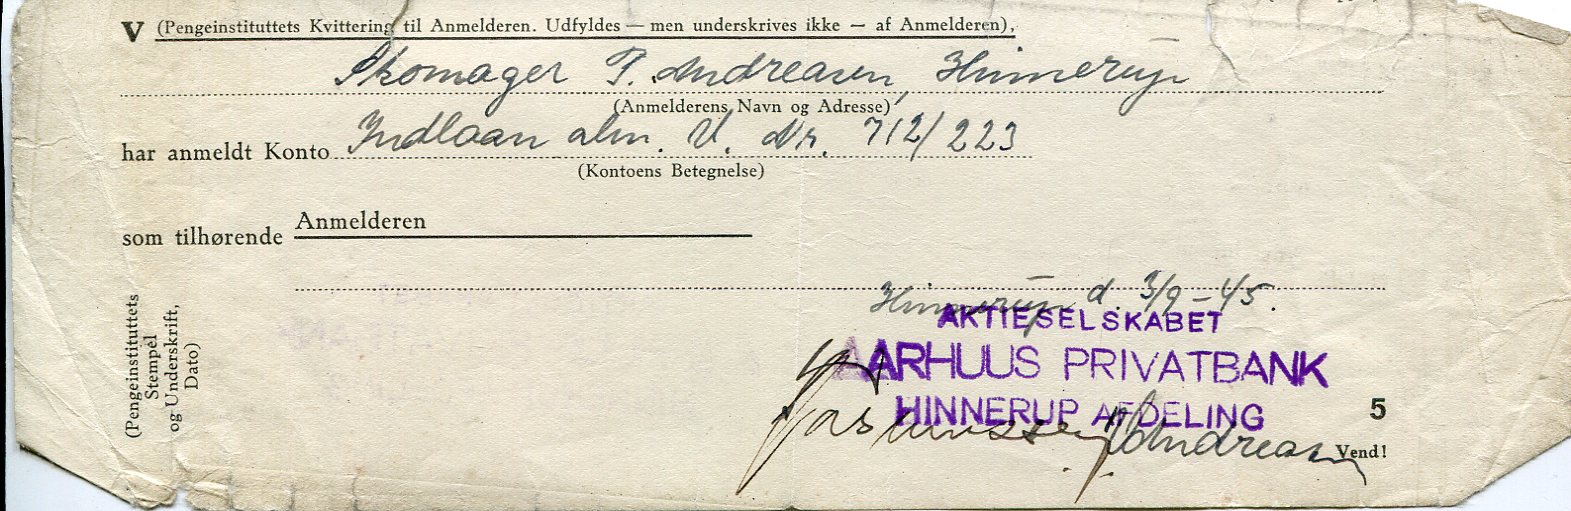 V (Pengeinstituttets Kvittering til Anmelderen. Udfyldes — men underskrives ikke — af Anmelderen),
Skomager P. Andreasen, Hinnerup
(Anmelderens Navn og Adresse)
har anmeldt Konto Indlaan alm. V. Nr. 712/223
(Kontoens Betegnelse)
som tilhørende Anmelderen
Hinnerup d. 3/9-45.
AKTIESELSKABET
AARHUUS PRIVATBANK
HINNERUP AFDELING
Andreasen
(Pengeinstituttets
Stempel
og Underskrift,
Dato)
5
Vend!